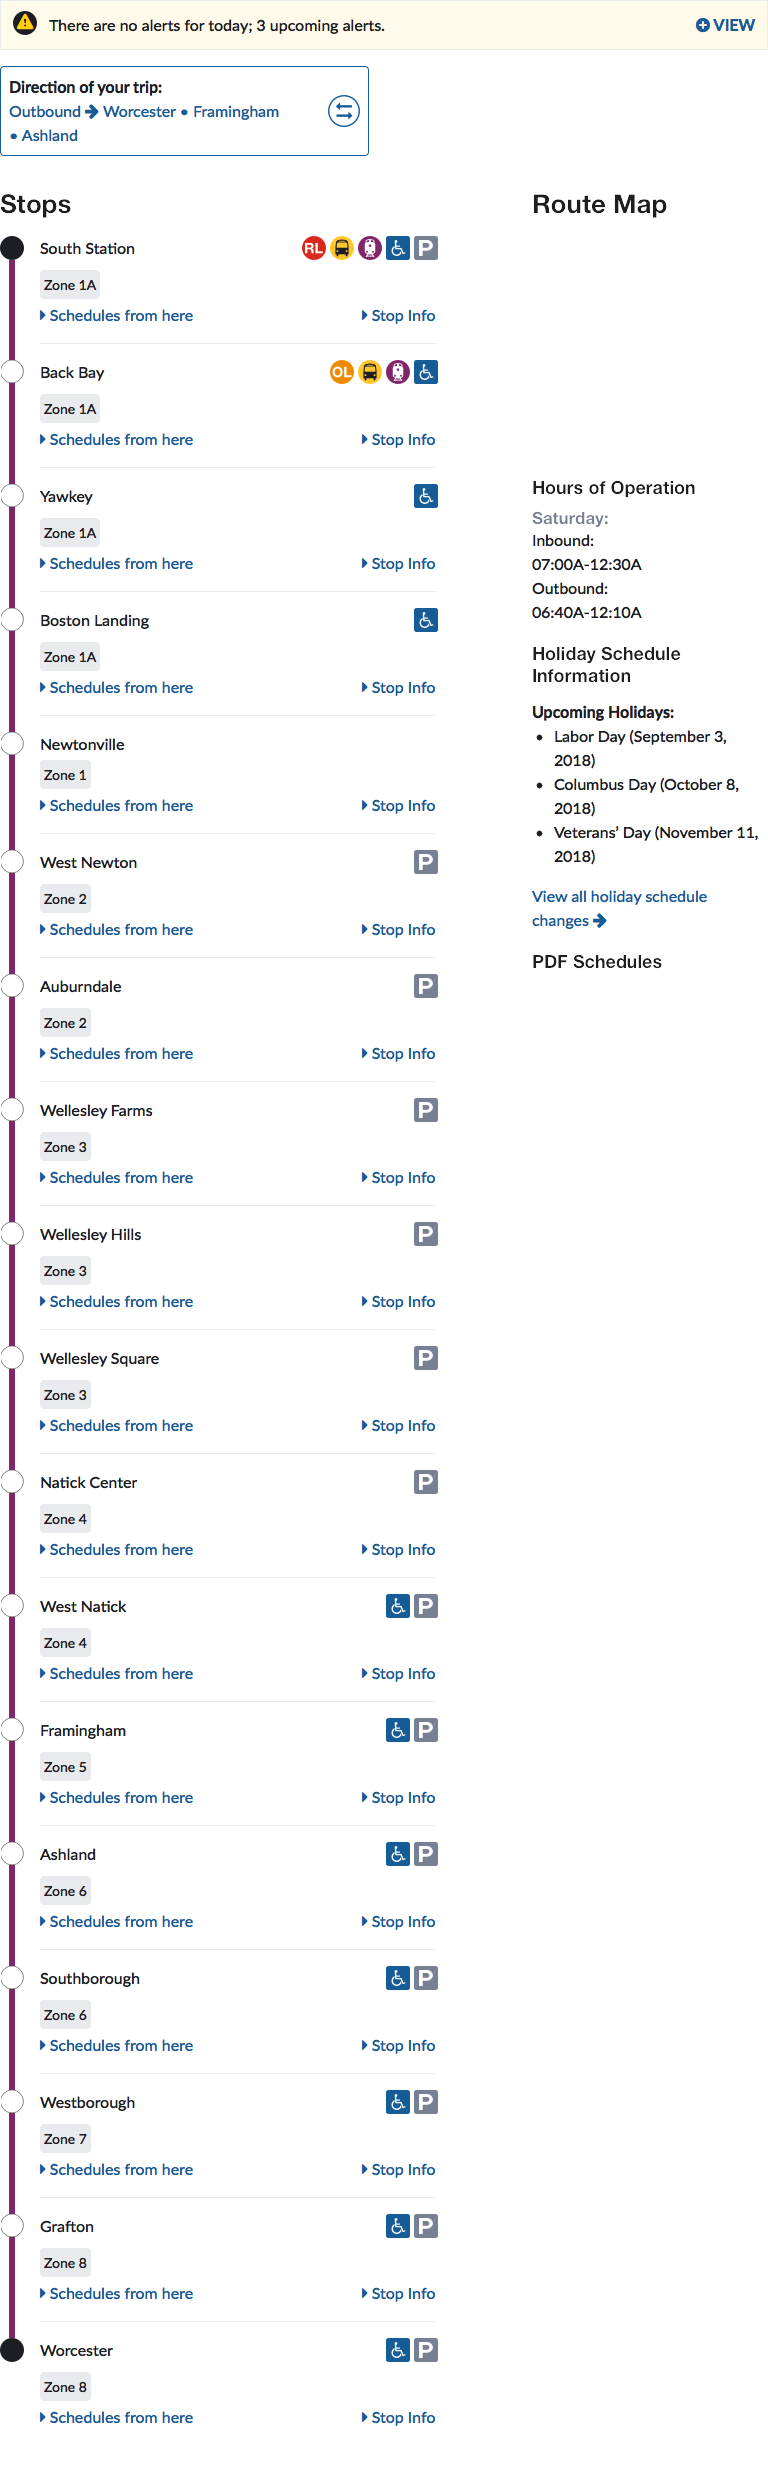 There are no alerts for today; 3 upcoming alerts.
VIEW
Direction of your trip:
Outbound → Worcester • Framingham
• Ashland
Stops
South Station
RL
P
Zone 1A
Schedules from here
Stop Info
Back Bay
OL
Zone 1A
Schedules from here
Stop Info
Yawkey
Zone 1A
Schedules from here
Stop Info
Boston Landing
Zone 1A
Schedules from here
Stop Info
Newtonville
Zone 1
Schedules from here
Stop Info
West Newton
P
Zone 2
Schedules from here
Stop Info
Auburndale
P
Zone 2
Schedules from here
Stop Info
Wellesley Farms
P
Zone 3
Schedules from here
Stop Info
Wellesley Hills
P
Zone 3
Schedules from here
Stop Info
Wellesley Square
P
Zone 3
Schedules from here
Stop Info
Natick Center
P
Zone 4
Schedules from here
Stop Info
West Natick
P
Zone 4
Schedules from here
Stop Info
Framingham
P
Zone 5
Schedules from here
Stop Info
Ashland
P
Zone 6
Schedules from here
Stop Info
Southborough
P
Zone 6
Schedules from here
Stop Info
Westborough
P
Zone 7
Schedules from here
Stop Info
Grafton
P
Zone 8
Schedules from here
Stop Info
Worcester
P
Zone 8
Schedules from here
Stop Info
Route Map
Hours of Operation
Saturday:
Inbound:
07:00A-12:30A
Outbound:
06:40A-12:10A
Holiday Schedule
Information
Upcoming Holidays:
• Labor Day (September 3,
2018)
• Columbus Day (October 8,
2018)
• Veterans’ Day (November 11,
2018)
View all holiday schedule
changes →
PDF Schedules